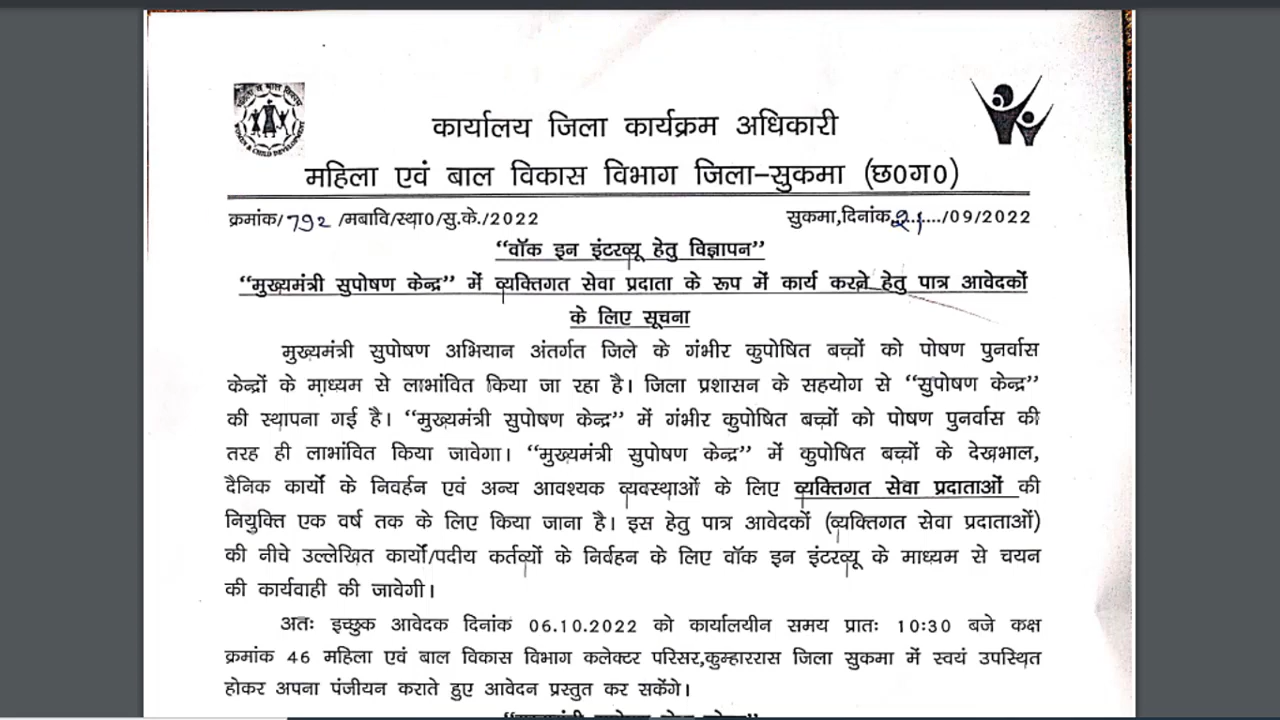 महिला व बाल विकास
WOMEN & CHILD DEVELOPMENT
कार्यालय जिला कार्यक्रम अधिकारी
महिला एवं बाल विकास विभाग जिला–सुकमा (छ0ग0)
क्रमांक/792 /मबावि/स्था0/सु.के./2022 सुकमा,दिनांक,21..../09/2022
“वॉक इन इंटरव्यू हेतु विज्ञापन”
“मुख्यमंत्री सुपोषण केन्द्र” में व्यक्तिगत सेवा प्रदाता के रूप में कार्य करने हेतु पात्र आवेदकों
के लिए सूचना
मुख्यमंत्री सुपोषण अभियान अंतर्गत जिले के गंभीर कुपोषित बच्चों को पोषण पुनर्वास
केन्द्रों के माध्यम से लाभांवित किया जा रहा है। जिला प्रशासन के सहयोग से “सुपोषण केन्द्र”
की स्थापना गई है। “मुख्यमंत्री सुपोषण केन्द्र” में गंभीर कुपोषित बच्चों को पोषण पुनर्वास की
तरह ही लाभांवित किया जावेगा। “मुख्यमंत्री सुपोषण केन्द्र” में कुपोषित बच्चों के देखभाल,
दैनिक कार्यो के निवर्हन एवं अन्य आवश्यक व्यवस्थाओं के लिए व्यक्तिगत सेवा प्रदाताओं की
नियुक्ति एक वर्ष तक के लिए किया जाना है। इस हेतु पात्र आवेदकों (व्यक्तिगत सेवा प्रदाताओं)
की नीचे उल्लेखित कार्यो/पदीय कर्तव्यों के निर्वहन के लिए वॉक इन इंटरव्यू के माध्यम से चयन
की कार्यवाही की जावेगी।
अतः इच्छुक आवेदक दिनांक 06.10.2022 को कार्यालयीन समय प्रातः 10:30 बजे कक्ष
क्रमांक 46 महिला एवं बाल विकास विभाग कलेक्टर परिसर,कुम्हाररास जिला सुकमा में स्वयं उपस्थित
होकर अपना पंजीयन कराते हुए आवेदन प्रस्तुत कर सकेंगे।